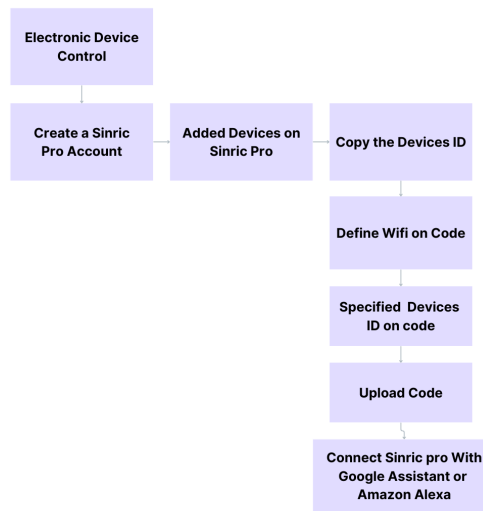 Electronic Device
Control
Create a Sinric
Pro Account
Added Devices on
Sinric Pro
Copy the Devices ID
Define Wifi on Code
Specified Devices
ID on code
Upload Code
Connect Sinric pro With
Google Assistant or
Amazon Alexa